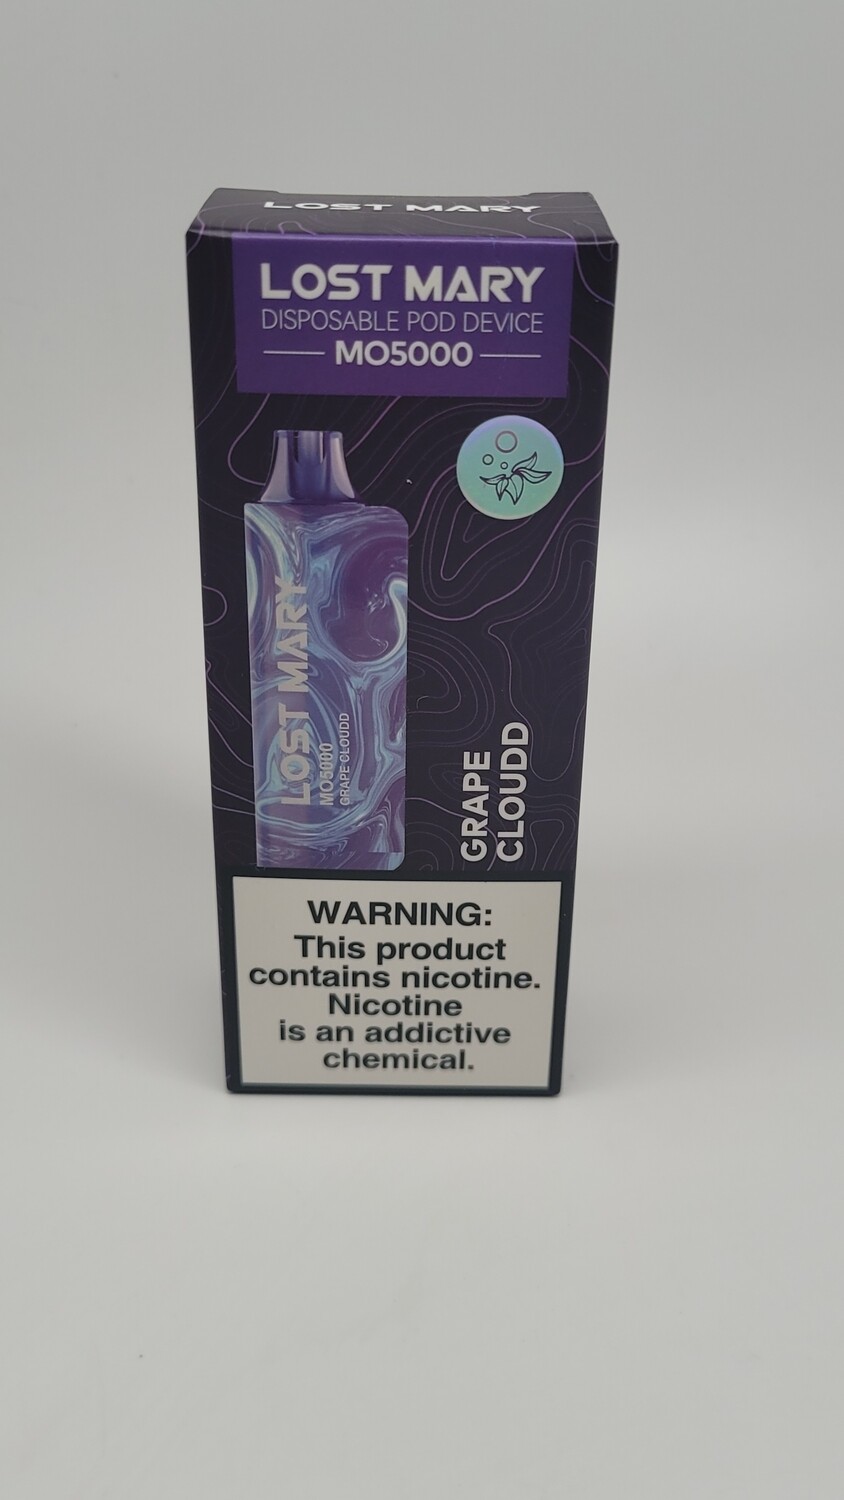 LOST MARY
LOST MARY
DISPOSABLE POD DEVICE
MO5000
LOST MARY
MO5000
GRAPE CLOUDD
GRAPE
CLOUDD
WARNING:
This product
contains nicotine.
Nicotine
is an addictive
chemical.